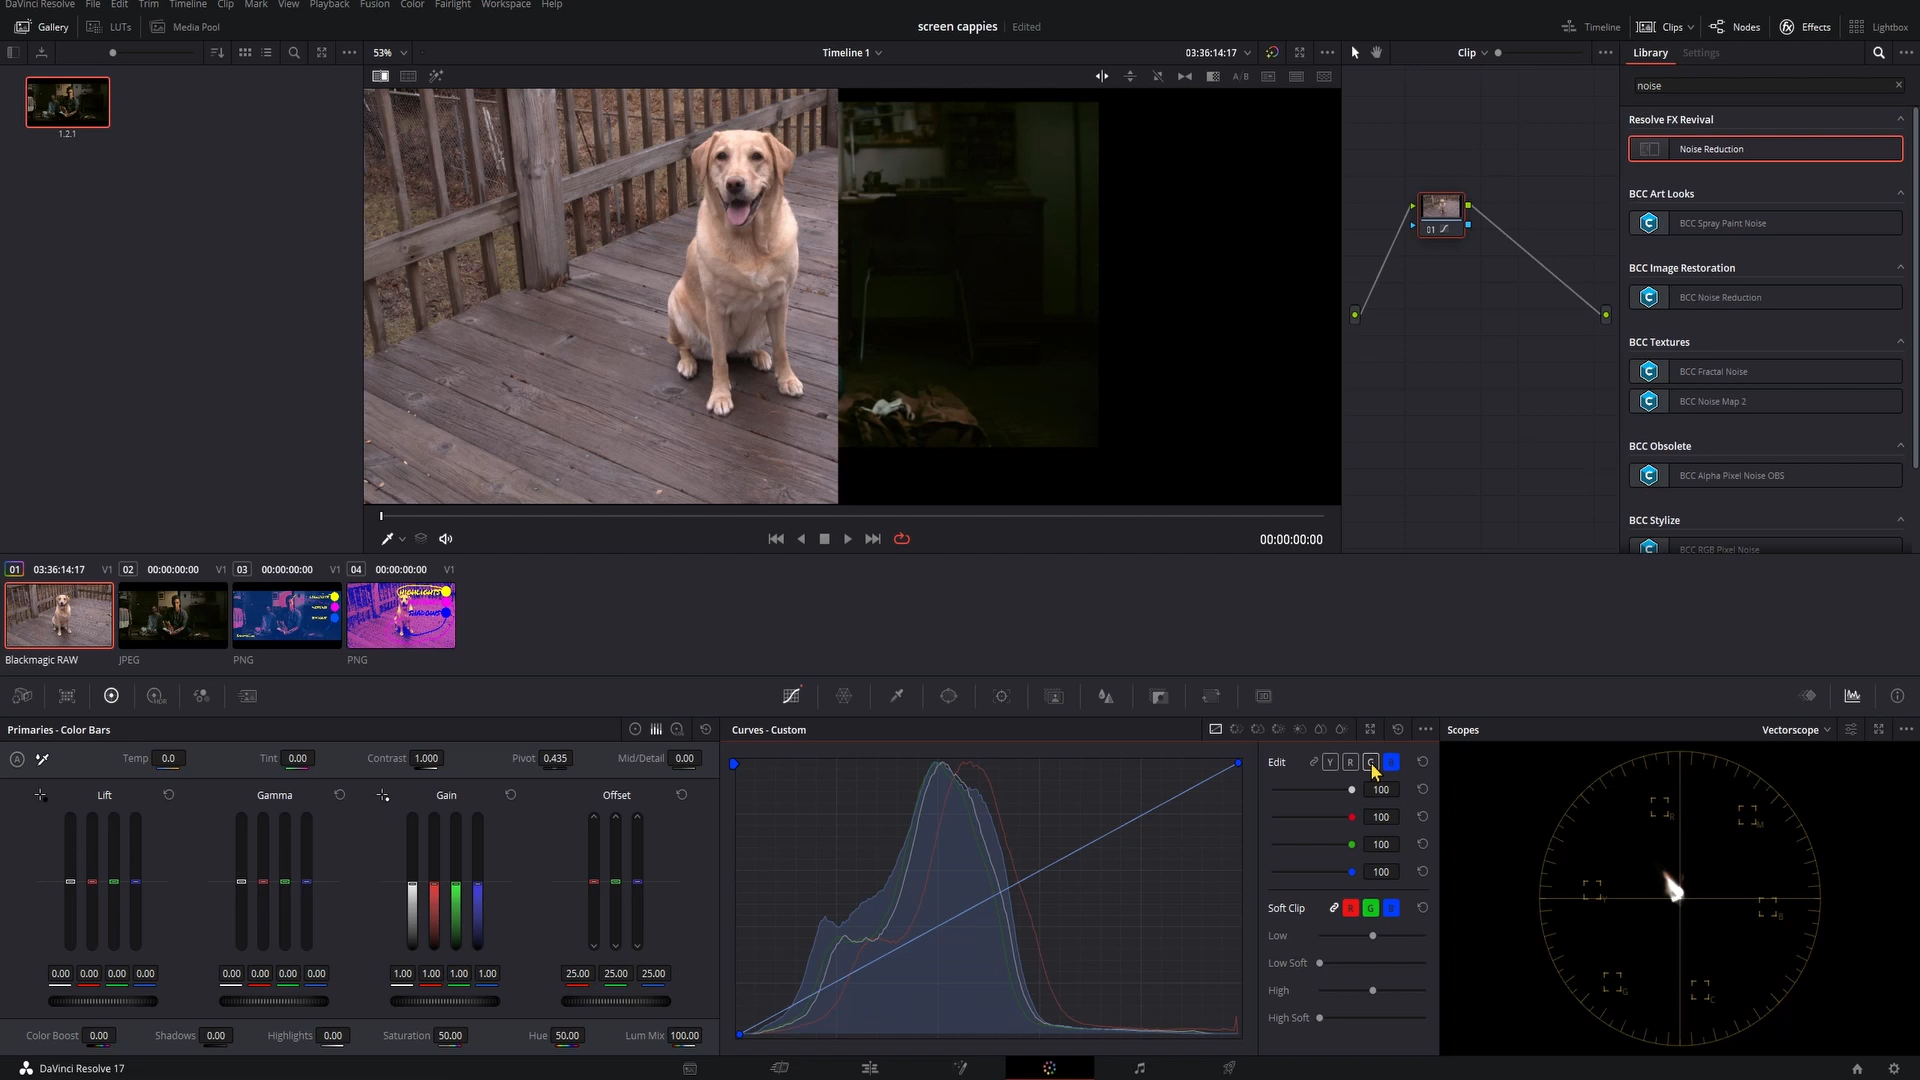 DaVinci Resolve File Edit Trim Timeline Clip Mark View Playback Fusion Color Fairlight Workspace Help
Gallery LUTs Media Pool screen cappies Edited Timeline Clips Nodes Effects Lightbox
53% Timeline 1 03:36:14:17 Clip Library Settings
A/B
noise
1.2.1
Resolve FX Revival
Noise Reduction
BCC Art Looks
BCC Spray Paint Noise
BCC Image Restoration
BCC Noise Reduction
BCC Textures
BCC Fractal Noise
BCC Noise Map 2
BCC Obsolete
BCC Alpha Pixel Noise OBS
BCC Stylize
BCC RGB Pixel Noise
01
00:00:00:00
01 03:36:14:17 V1 02 00:00:00:00 V1 03 00:00:00:00 V1 04 00:00:00:00 V1
HIGHLIGHTS
SHADOWS
Blackmagic RAW JPEG PNG PNG
HDR
3D
Primaries - Color Bars Curves - Custom Scopes Vectorscope
A Temp 0.0 Tint 0.00 Contrast 1.000 Pivot 0.435 Mid/Detail 0.00
Edit Y R G B
100
100
100
100
Lift Gamma Gain Offset
Soft Clip R G B
Low
Low Soft
High
High Soft
R M B C G Y
0.00 0.00 0.00 0.00 0.00 0.00 0.00 0.00 1.00 1.00 1.00 1.00 25.00 25.00 25.00
Color Boost 0.00 Shadows 0.00 Highlights 0.00 Saturation 50.00 Hue 50.00 Lum Mix 100.00
DaVinci Resolve 17